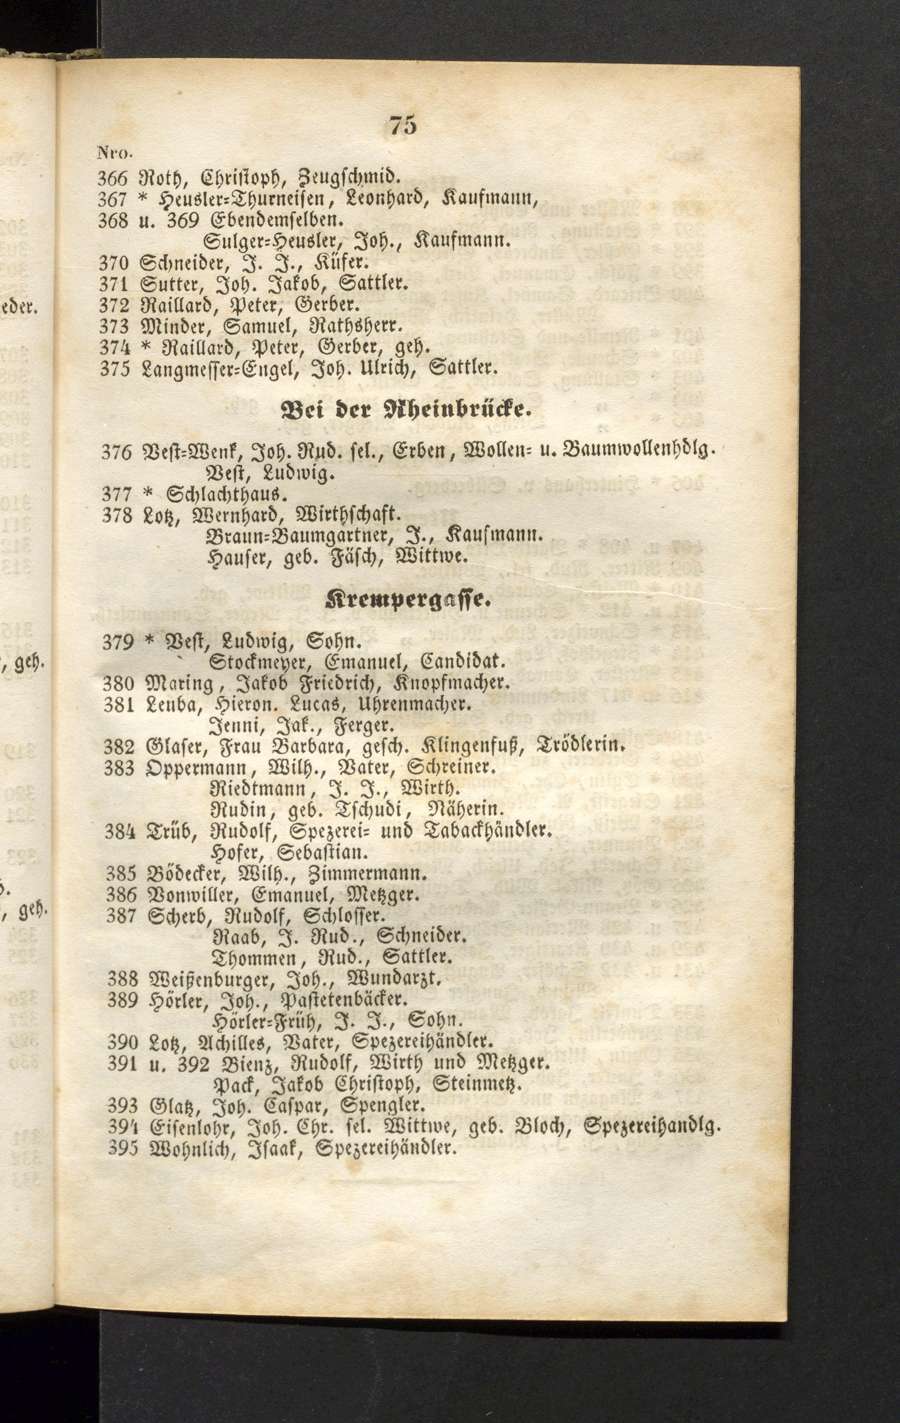 75
Nro.
366 Roth, Christoph, Zeugschmid.
367 * Heusler-Thurneisen, Leonhard, Kaufmann,
368 u. 369 Ebendemselben.
Sulger-Heusler, Joh., Kaufmann.
370 Schneider, J. J., Küfer.
371 Sutter, Joh. Jakob, Sattler.
372 Raillard, Peter, Gerber.
373 Minder, Samuel, Rathsherr.
374 * Raillard, Peter, Gerber, geh.
375 Langmesser-Engel, Joh. Ulrich, Sattler.
Bei der Rheinbrücke.
376 Vest-Wenk, Joh. Rud. sel., Erben, Wollen- u. Baumwollenhdlg.
Vest, Ludwig.
377 * Schlachthaus.
378 Lotz, Wernhard, Wirthschaft.
Braun-Baumgartner, J., Kaufmann.
Hauser, geb. Fäsch, Wittwe.
Krempergasse.
379 * Vest, Ludwig, Sohn.
Stockmeyer, Emanuel, Candidat.
380 Maring, Jakob Friedrich, Knopfmacher.
381 Leuba, Hieron. Lucas, Uhrenmacher.
Jenni, Jak., Ferger.
382 Glaser, Frau Barbara, gesch. Klingenfuß, Trödlerin.
383 Oppermann, Wilh., Vater, Schreiner.
Riedtmann, J. J., Wirth.
Rudin, geb. Tschudi, Näherin.
384 Trüb, Rudolf, Spezerei- und Tabackhändler.
Hofer, Sebastian.
385 Bödecker, Wilh., Zimmermann.
386 Vonwiller, Emanuel, Metzger.
387 Scherb, Rudolf, Schlosser.
Raab, J. Rud., Schneider.
Thommen, Rud., Sattler.
388 Weißenburger, Joh., Wundarzt.
389 Hörler, Joh., Pastetenbäcker.
Hörler-Früh, J. J., Sohn.
390 Lotz, Achilles, Vater, Spezereihändler.
391 u. 392 Bienz, Rudolf, Wirth und Metzger.
Pack, Jakob Christoph, Steinmetz.
393 Glatz, Joh. Caspar, Spengler.
394 Eisenlohr, Joh. Chr. sel. Wittwe, geb. Bloch, Spezereihandlg.
395 Wohnlich, Isaak, Spezereihändler.
eder.
, geh.
, geh.